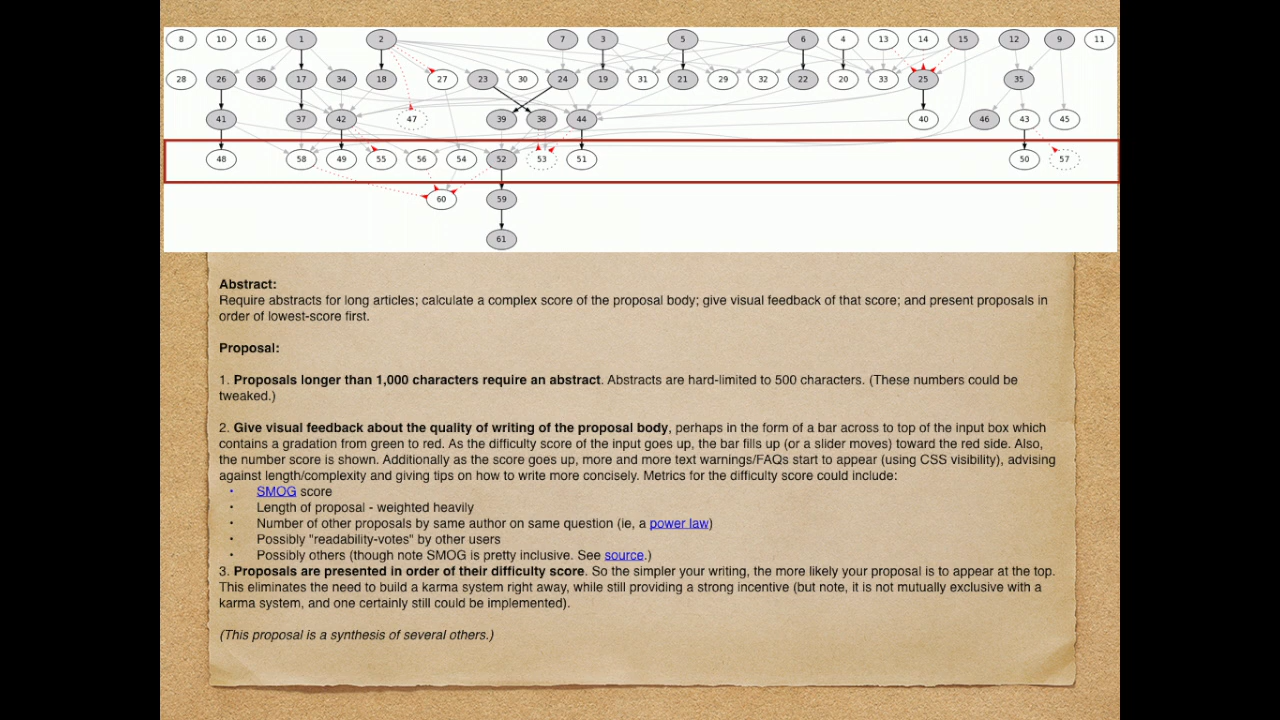 8 10 16 1 2 7 3 5 6 4 13 14 15 12 9 11
28 26 36 17 34 18 27 23 30 24 19 31 21 29 32 22 20 33 25 35
41 37 42 47 39 38 44 40 46 43 45
48 58 49 55 56 54 52 53 51 50 57
60 59
61
Abstract:
Require abstracts for long articles; calculate a complex score of the proposal body; give visual feedback of that score; and present proposals in
order of lowest-score first.
Proposal:
1. Proposals longer than 1,000 characters require an abstract. Abstracts are hard-limited to 500 characters. (These numbers could be
tweaked.)
2. Give visual feedback about the quality of writing of the proposal body, perhaps in the form of a bar across to top of the input box which
contains a gradation from green to red. As the difficulty score of the input goes up, the bar fills up (or a slider moves) toward the red side. Also,
the number score is shown. Additionally as the score goes up, more and more text warnings/FAQs start to appear (using CSS visibility), advising
against length/complexity and giving tips on how to write more concisely. Metrics for the difficulty score could include:
• SMOG score
• Length of proposal - weighted heavily
• Number of other proposals by same author on same question (ie, a power law)
• Possibly "readability-votes" by other users
• Possibly others (though note SMOG is pretty inclusive. See source.)
3. Proposals are presented in order of their difficulty score. So the simpler your writing, the more likely your proposal is to appear at the top.
This eliminates the need to build a karma system right away, while still providing a strong incentive (but note, it is not mutually exclusive with a
karma system, and one certainly still could be implemented).
(This proposal is a synthesis of several others.)